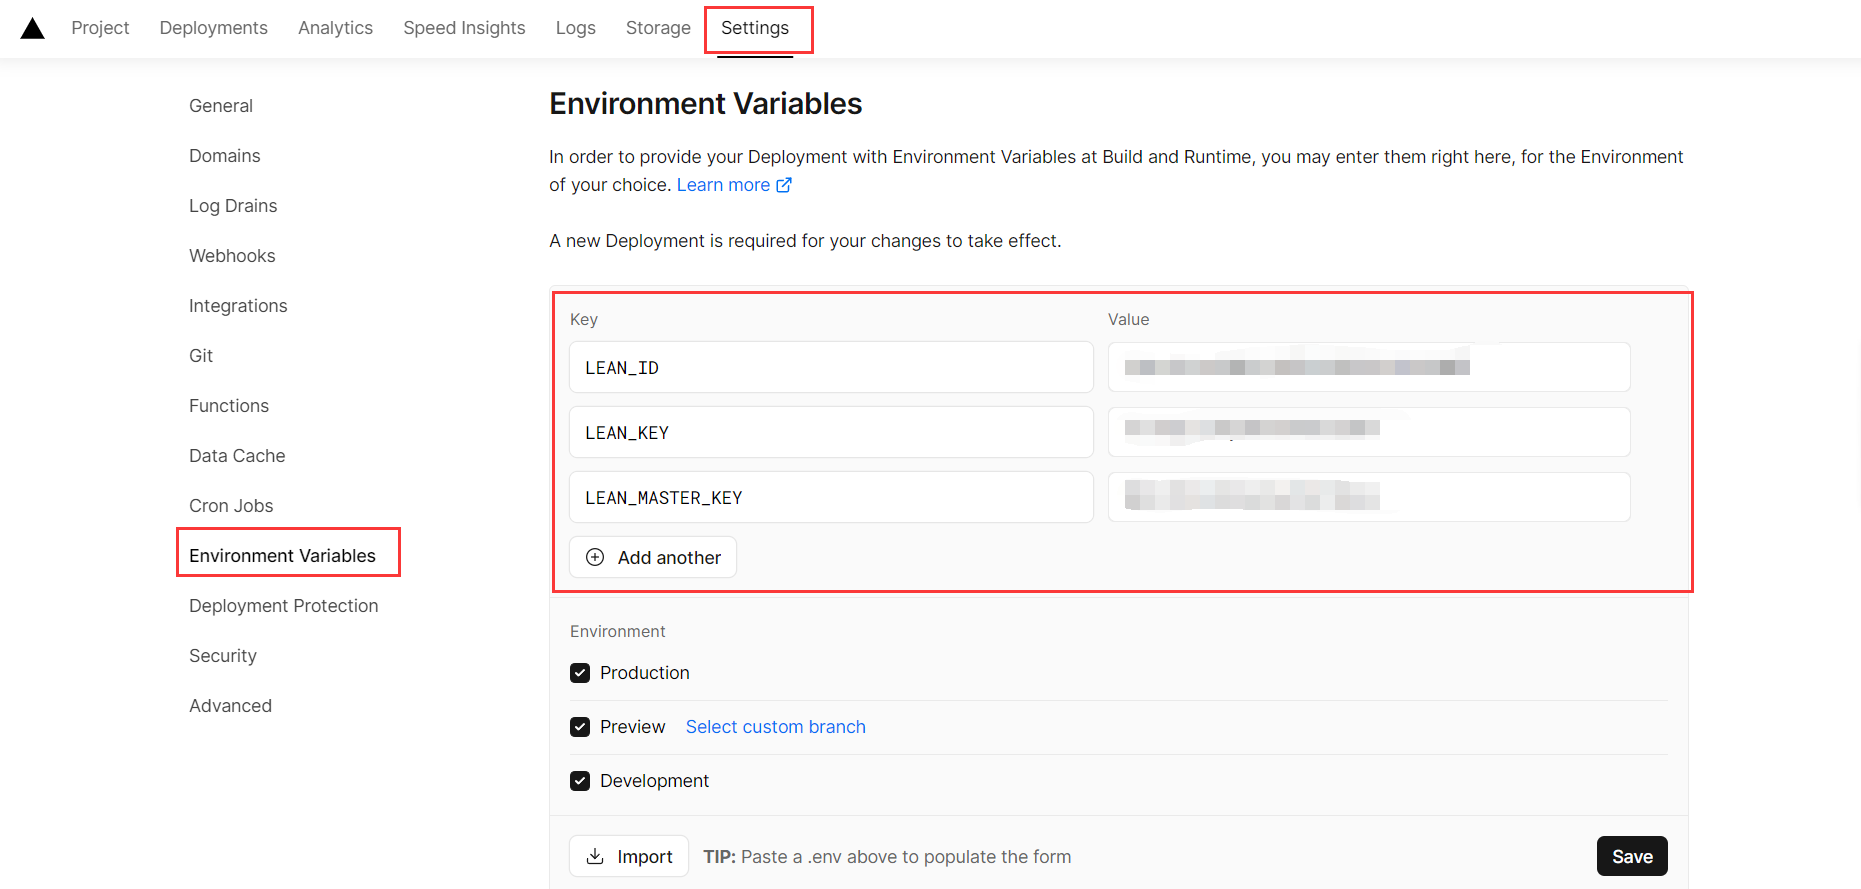 Project Deployments Analytics Speed Insights Logs Storage Settings
General
Domains
Log Drains
Webhooks
Integrations
Git
Functions
Data Cache
Cron Jobs
Environment Variables
Deployment Protection
Security
Advanced
Environment Variables
In order to provide your Deployment with Environment Variables at Build and Runtime, you may enter them right here, for the Environment
of your choice. Learn more
A new Deployment is required for your changes to take effect.
Key Value
LEAN_ID
LEAN_KEY
LEAN_MASTER_KEY
Add another
Environment
Production
Preview Select custom branch
Development
Import TIP: Paste a .env above to populate the form Save